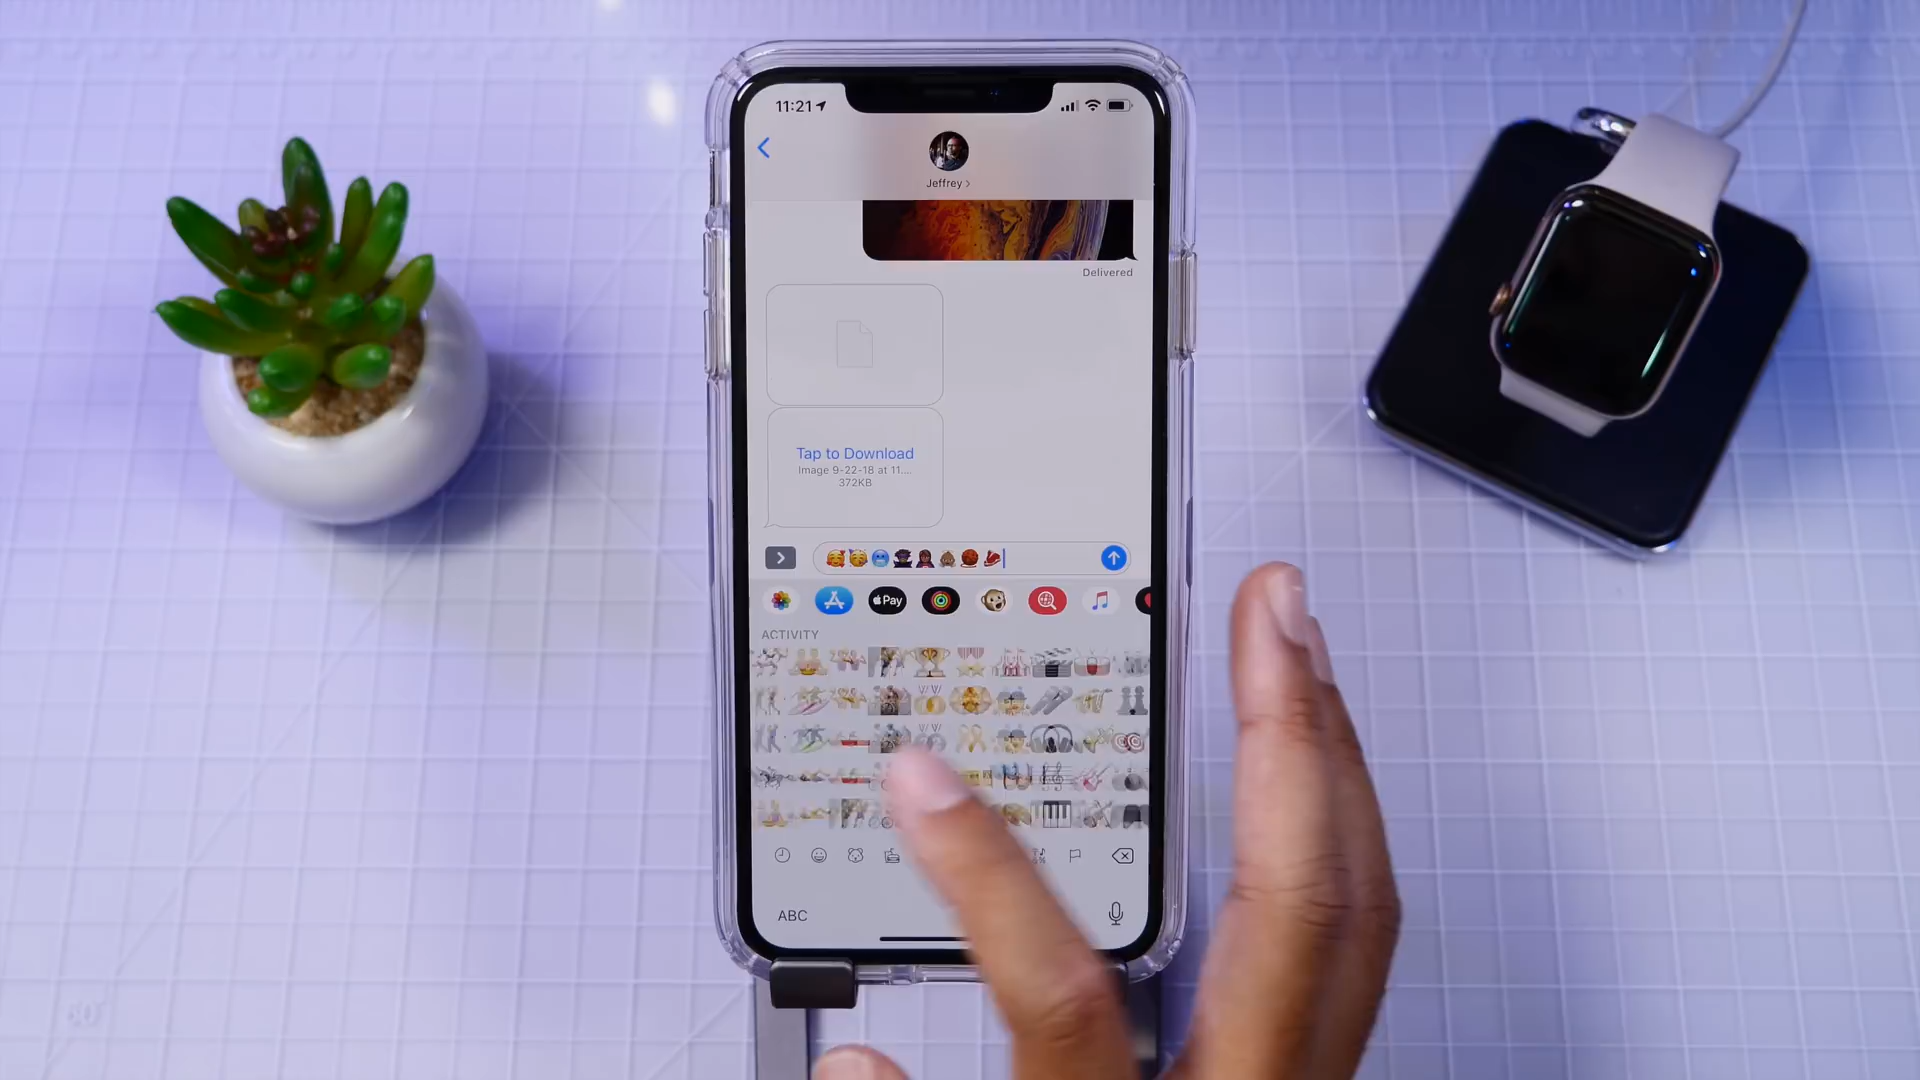 11:21
Jeffrey >
Delivered
Tap to Download
Image 9-22-18 at 11....
372KB
Pay
ACTIVITY
ABC